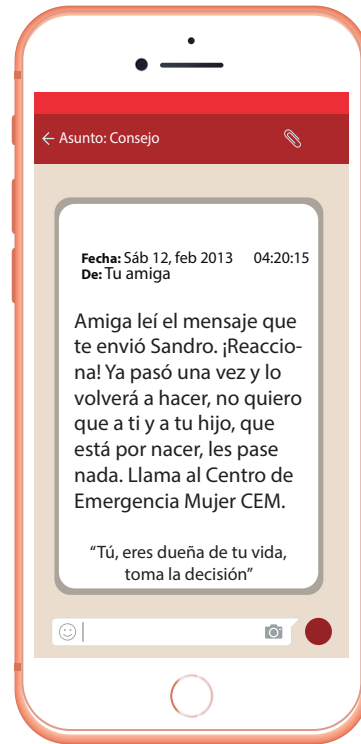 ← Asunto: Consejo
Fecha: Sáb 12, feb 2013 04:20:15
De: Tu amiga
Amiga leí el mensaje que
te envió Sandro. ¡Reaccio-
na! Ya pasó una vez y lo
volverá a hacer, no quiero
que a ti y a tu hijo, que
está por nacer, les pase
nada. Llama al Centro de
Emergencia Mujer CEM.
“Tú, eres dueña de tu vida,
toma la decisión”